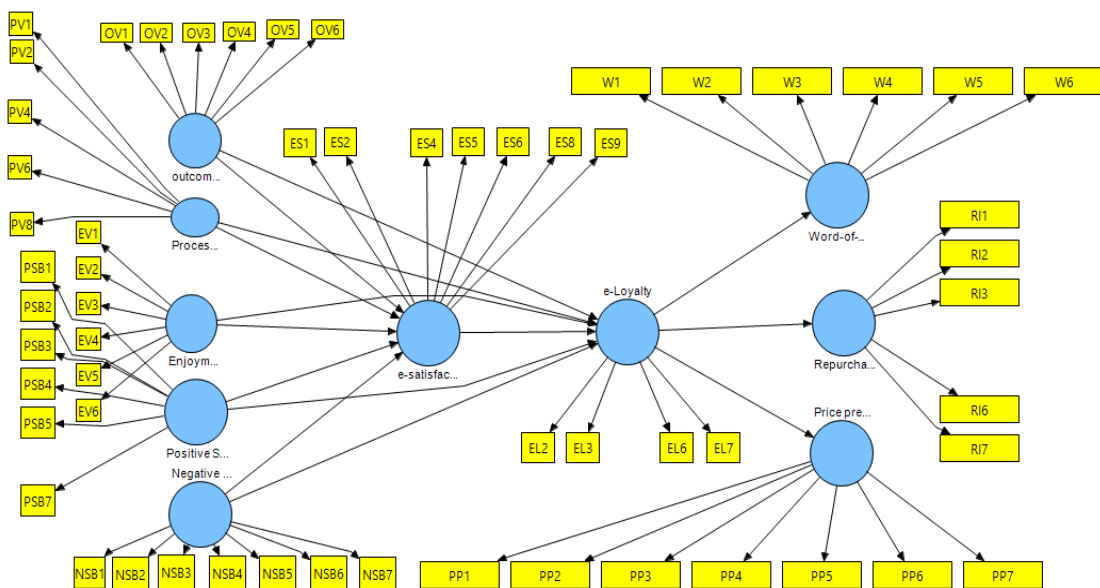 PV1
PV2
PV4
PV6
PV8
OV1 OV2 OV3 OV4 OV5 OV6
outcom...
Proces...
EV1
EV2
EV3
EV4
EV5
EV6
Enjoym...
PSB1
PSB2
PSB3
PSB4
PSB5
PSB7
Positive S...
Negative ...
NSB1 NSB2 NSB3 NSB4 NSB5 NSB6 NSB7
ES1 ES2 ES4 ES5 ES6 ES8 ES9
e-satisfac...
e-Loyalty
EL2 EL3 EL6 EL7
W1 W2 W3 W4 W5 W6
Word-of-...
RI1
RI2
RI3
RI6
RI7
Repurcha...
Price pre...
PP1 PP2 PP3 PP4 PP5 PP6 PP7